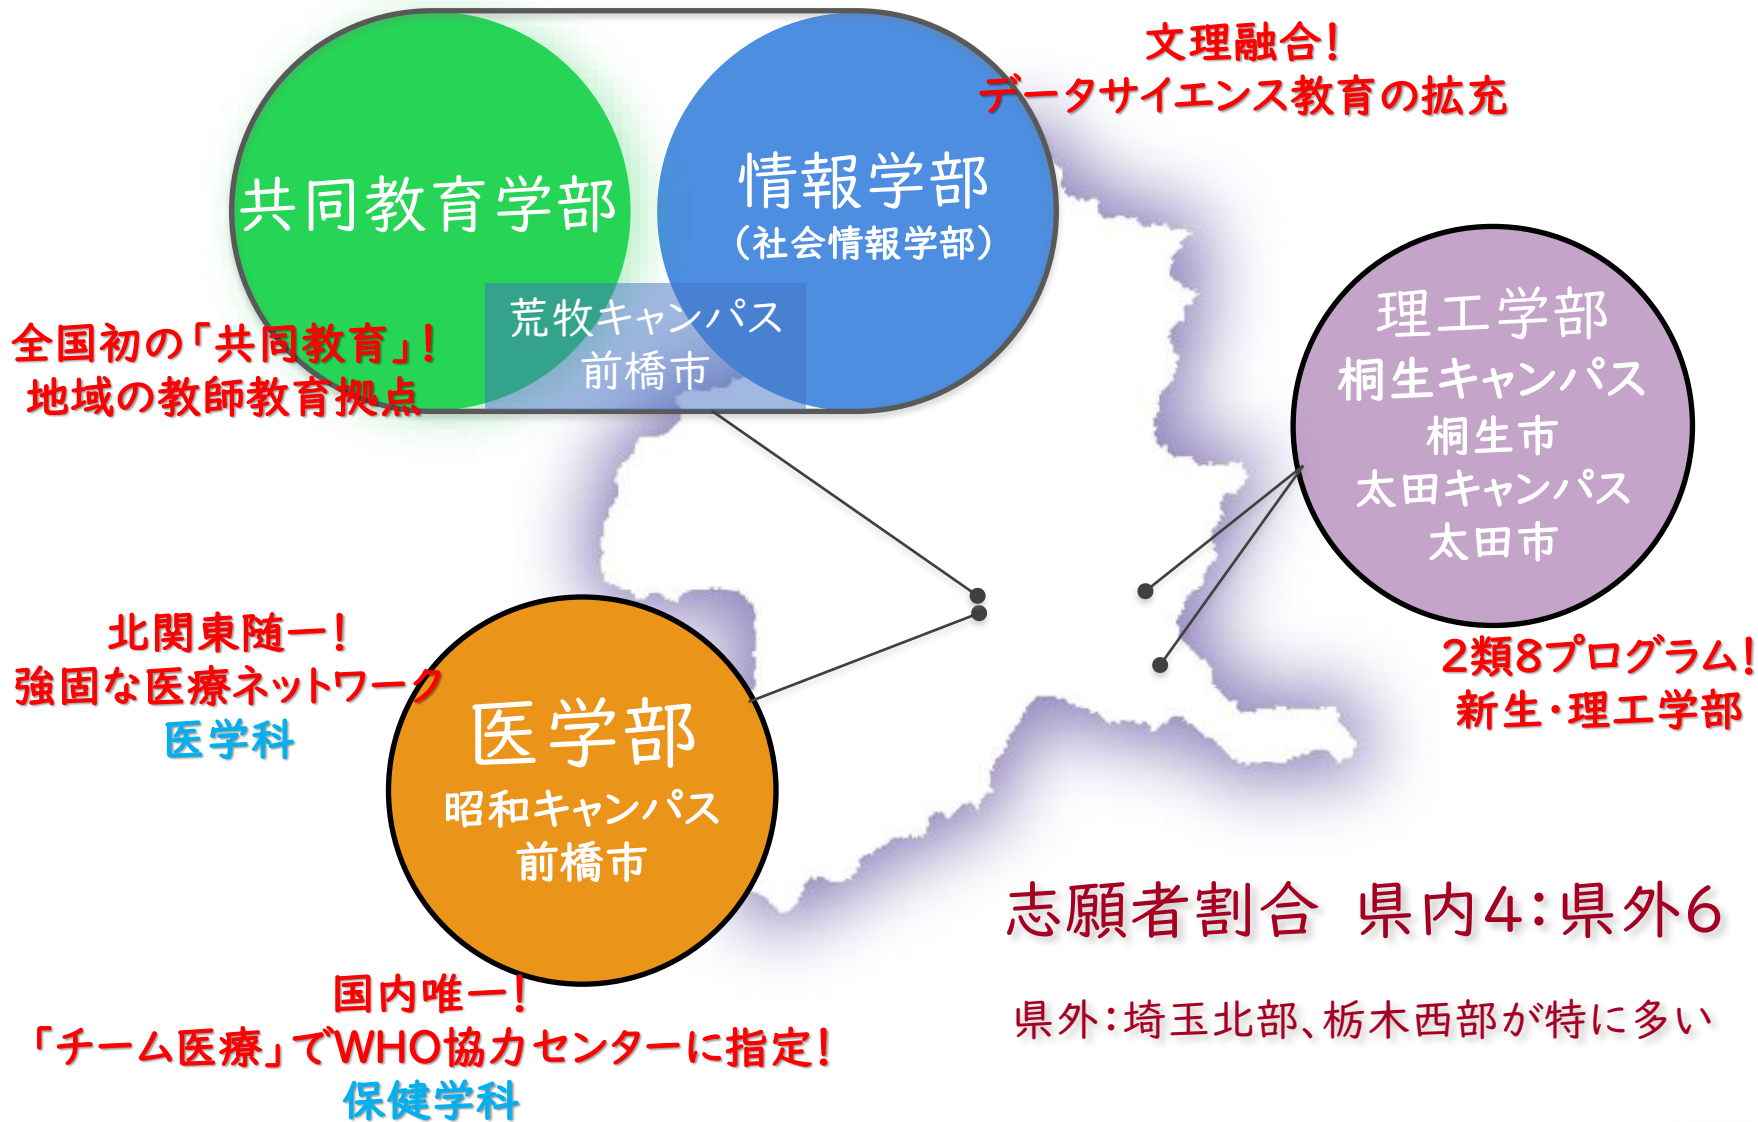 文理融合!
データサイエンス教育の拡充
共同教育学部
情報学部
(社会情報学部)
荒牧キャンパス
前橋市
全国初の「共同教育」!
地域の教師教育拠点
理工学部
桐生キャンパス
桐生市
太田キャンパス
太田市
2類8プログラム!
新生・理工学部
北関東随一!
強固な医療ネットワーク
医学科
医学部
昭和キャンパス
前橋市
国内唯一!
「チーム医療」でWHO協力センターに指定!
保健学科
志願者割合 県内4:県外6
県外:埼玉北部、栃木西部が特に多い